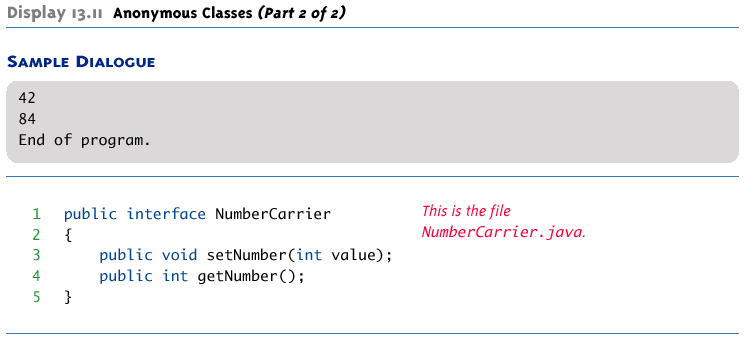 Display 13.11 Anonymous Classes (Part 2 of 2)
SAMPLE DIALOGUE
42
84
End of program.
1 public interface NumberCarrier
2 {
3 public void setNumber(int value);
4 public int getNumber();
5 }
This is the file
NumberCarrier.java.